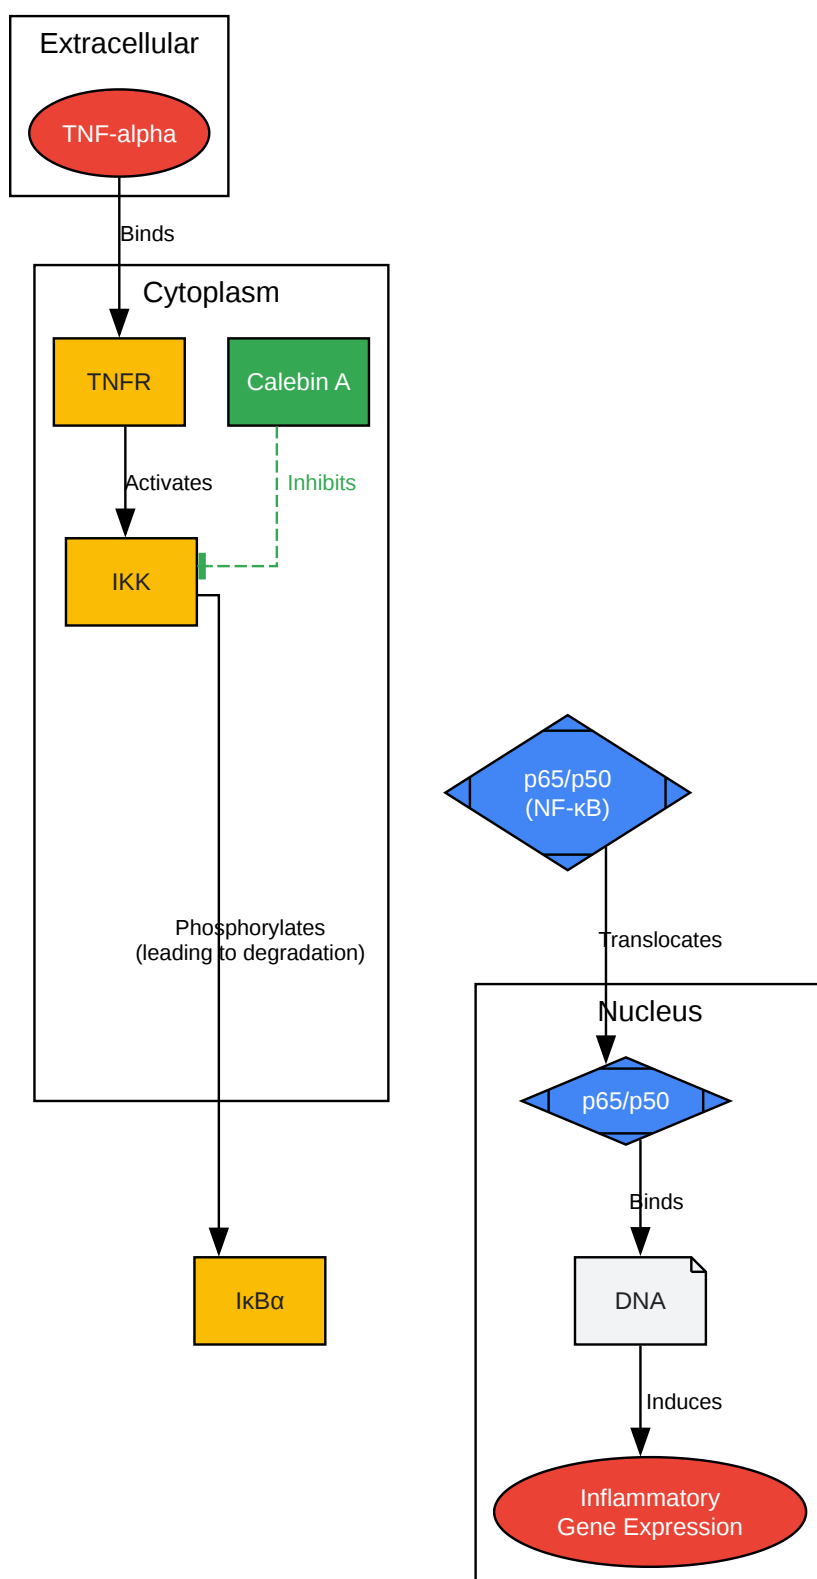 Extracellular
TNF-alpha
Binds
Cytoplasm
TNFR
Calebin A
Activates
Inhibits
IKK
p65/p50
(NF-κB)
Phosphorylates
(leading to degradation)
Translocates
Nucleus
p65/p50
Binds
IκBα
DNA
Induces
Inflammatory
Gene Expression